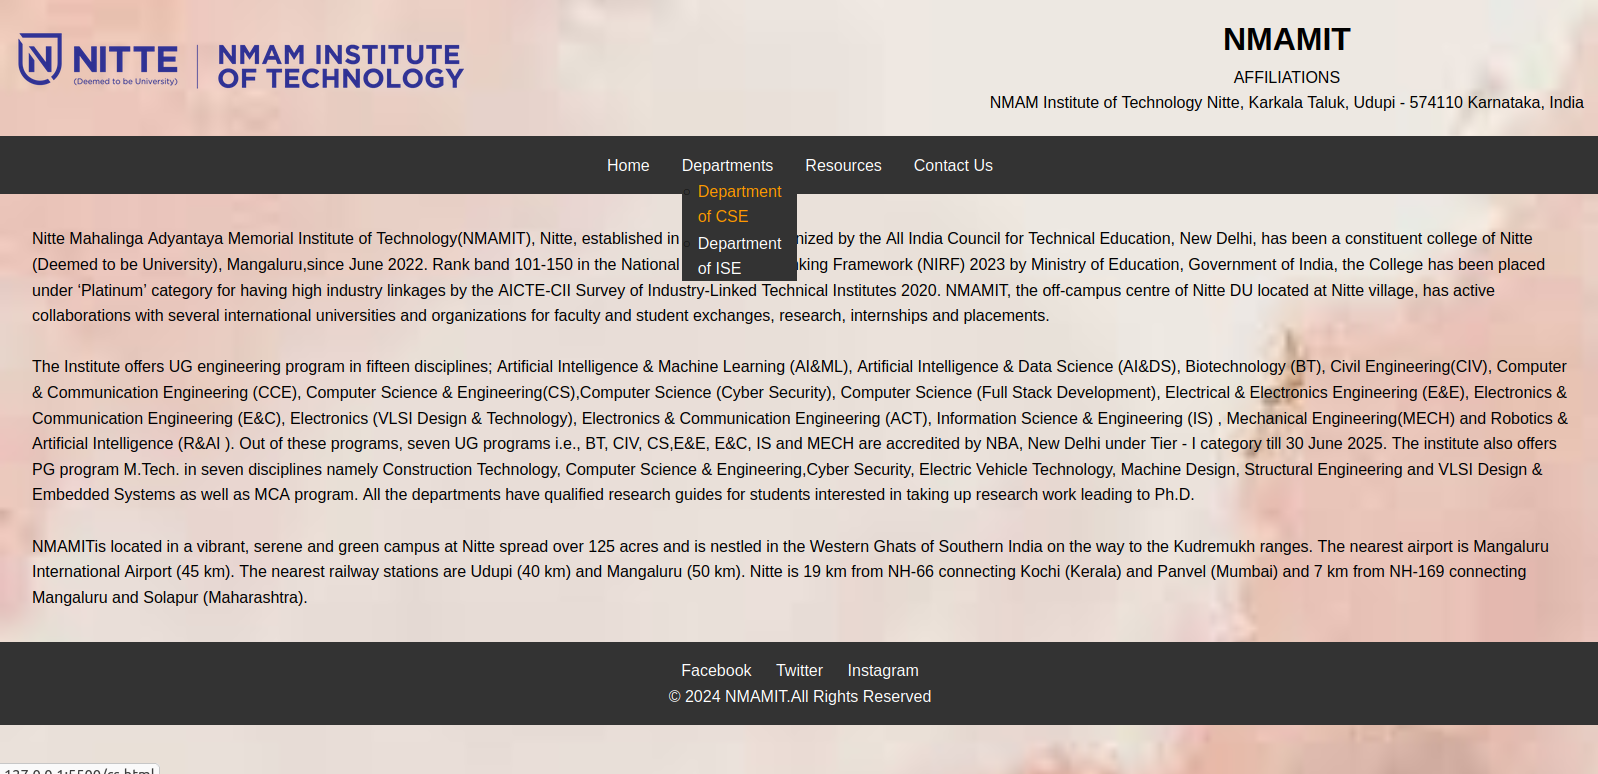 NITTE
(Deemed to be University)
NMAM INSTITUTE
OF TECHNOLOGY
NMAMIT
AFFILIATIONS
NMAM Institute of Technology Nitte, Karkala Taluk, Udupi - 574110 Karnataka, India
Home Departments Resources Contact Us
Department
of CSE
Department
of ISE
Nitte Mahalinga Adyantaya Memorial Institute of Technology(NMAMIT), Nitte, established in by the All India Council for Technical Education, New Delhi, has been a constituent college of Nitte
(Deemed to be University), Mangaluru,since June 2022. Rank band 101-150 in the National Framework (NIRF) 2023 by Ministry of Education, Government of India, the College has been placed
under ‘Platinum’ category for having high industry linkages by the AICTE-CII Survey of Industry-Linked Technical Institutes 2020. NMAMIT, the off-campus centre of Nitte DU located at Nitte village, has active
collaborations with several international universities and organizations for faculty and student exchanges, research, internships and placements.
The Institute offers UG engineering program in fifteen disciplines; Artificial Intelligence & Machine Learning (AI&ML), Artificial Intelligence & Data Science (AI&DS), Biotechnology (BT), Civil Engineering(CIV), Computer
& Communication Engineering (CCE), Computer Science & Engineering(CS),Computer Science (Cyber Security), Computer Science (Full Stack Development), Electrical & Electronics Engineering (E&E), Electronics &
Communication Engineering (E&C), Electronics (VLSI Design & Technology), Electronics & Communication Engineering (ACT), Information Science & Engineering (IS) , Mechanical Engineering(MECH) and Robotics &
Artificial Intelligence (R&AI ). Out of these programs, seven UG programs i.e., BT, CIV, CS,E&E, E&C, IS and MECH are accredited by NBA, New Delhi under Tier - I category till 30 June 2025. The institute also offers
PG program M.Tech. in seven disciplines namely Construction Technology, Computer Science & Engineering,Cyber Security, Electric Vehicle Technology, Machine Design, Structural Engineering and VLSI Design &
Embedded Systems as well as MCA program. All the departments have qualified research guides for students interested in taking up research work leading to Ph.D.
NMAMITis located in a vibrant, serene and green campus at Nitte spread over 125 acres and is nestled in the Western Ghats of Southern India on the way to the Kudremukh ranges. The nearest airport is Mangaluru
International Airport (45 km). The nearest railway stations are Udupi (40 km) and Mangaluru (50 km). Nitte is 19 km from NH-66 connecting Kochi (Kerala) and Panvel (Mumbai) and 7 km from NH-169 connecting
Mangaluru and Solapur (Maharashtra).
Facebook Twitter Instagram
© 2024 NMAMIT.All Rights Reserved
127.0.0.1:5500/cs.html